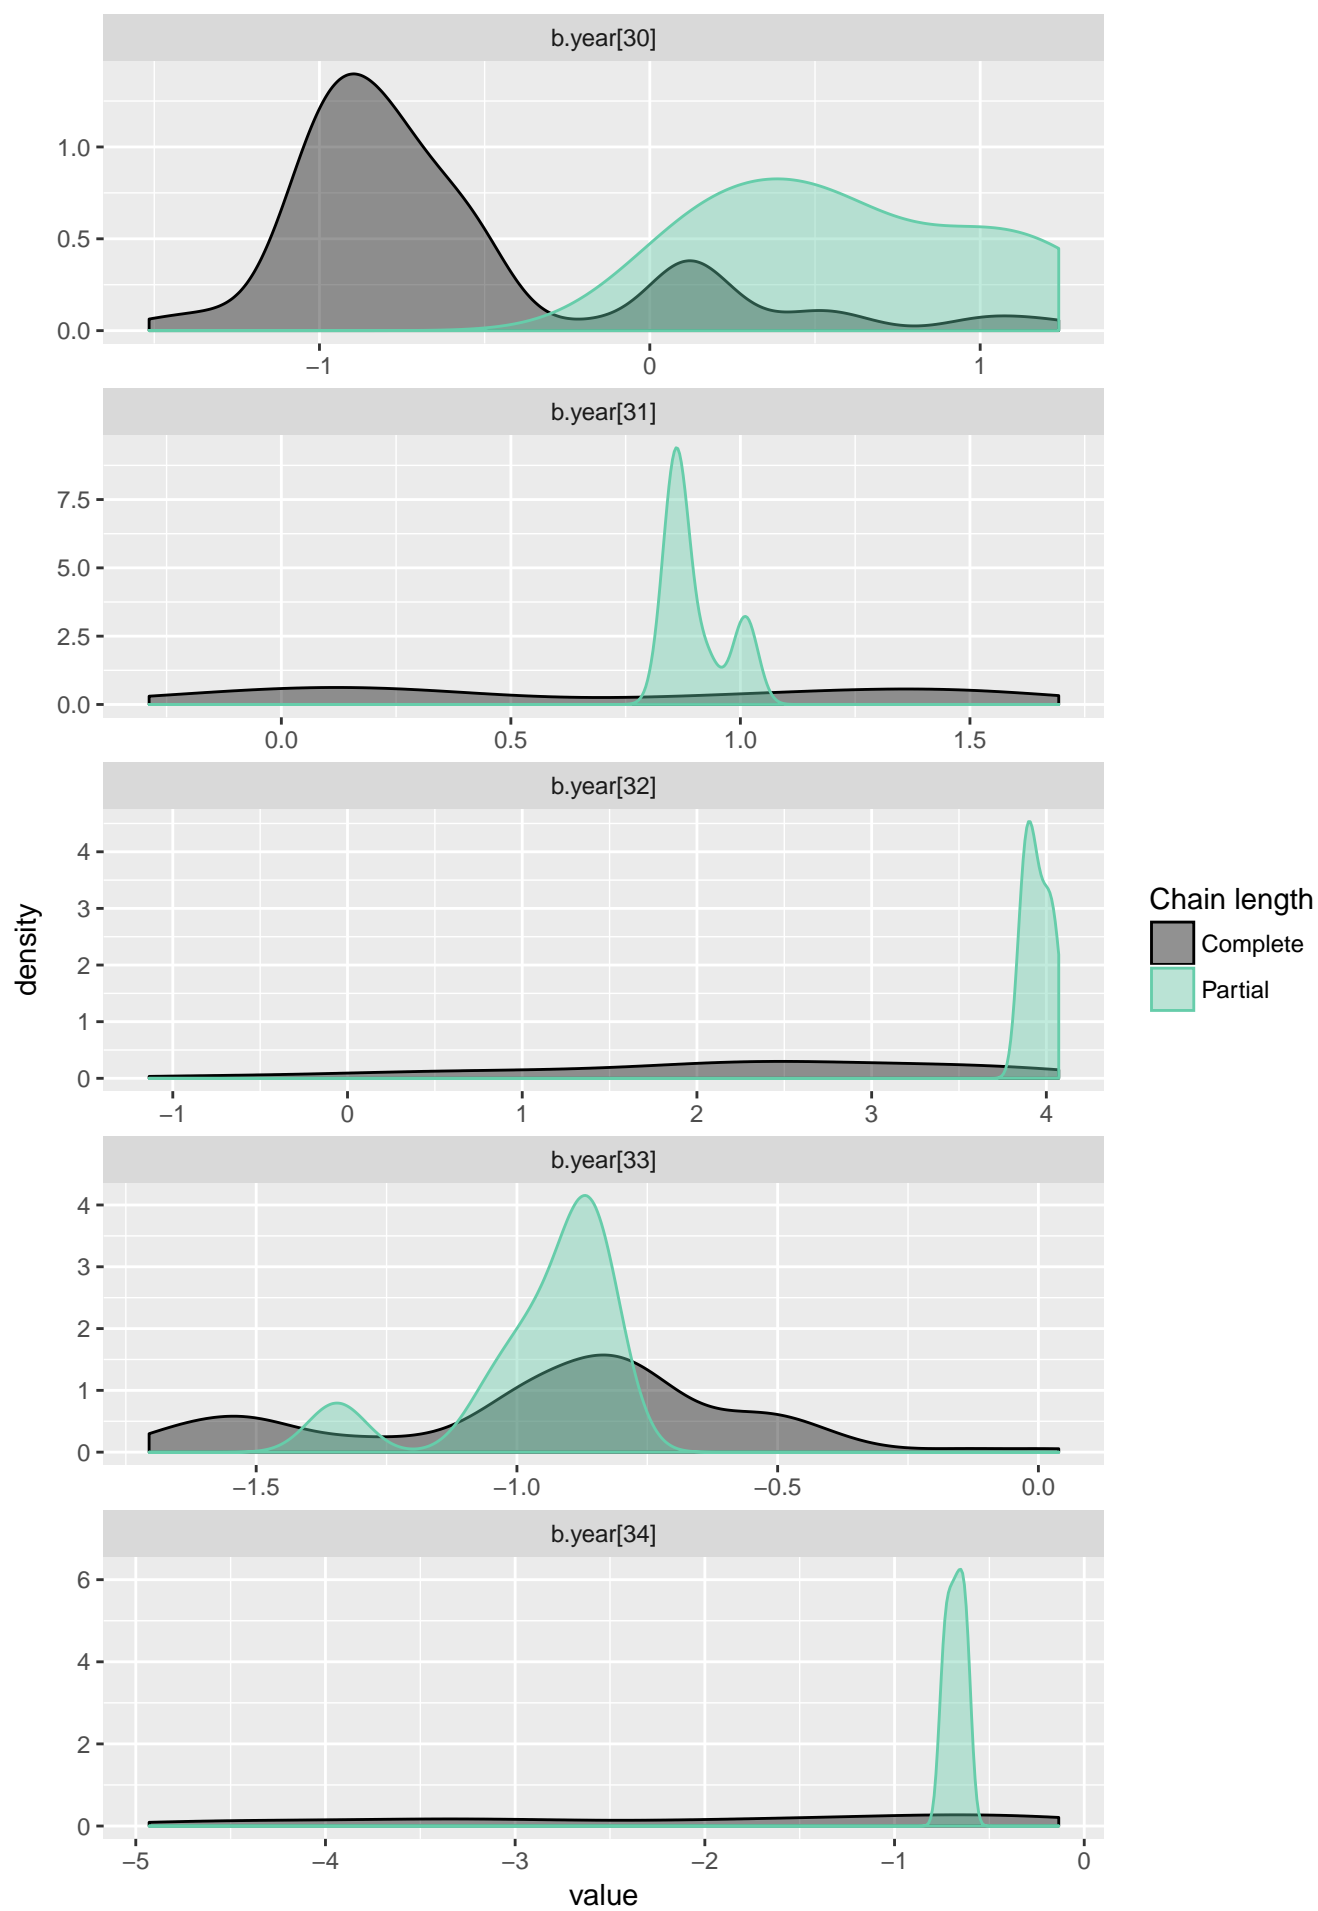 b.year[30]
1.0
0.5
0.0
−1 0 1
b.year[31]
7.5
5.0
2.5
0.0
0.0 0.5 1.0 1.5
b.year[32]
4
3
2
1
0
−1 0 1 2 3 4
b.year[33]
4
3
2
1
0
−1.5 −1.0 −0.5 0.0
b.year[34]
6
4
2
0
−5 −4 −3 −2 −1 0
value
density
Chain length
Complete
Partial